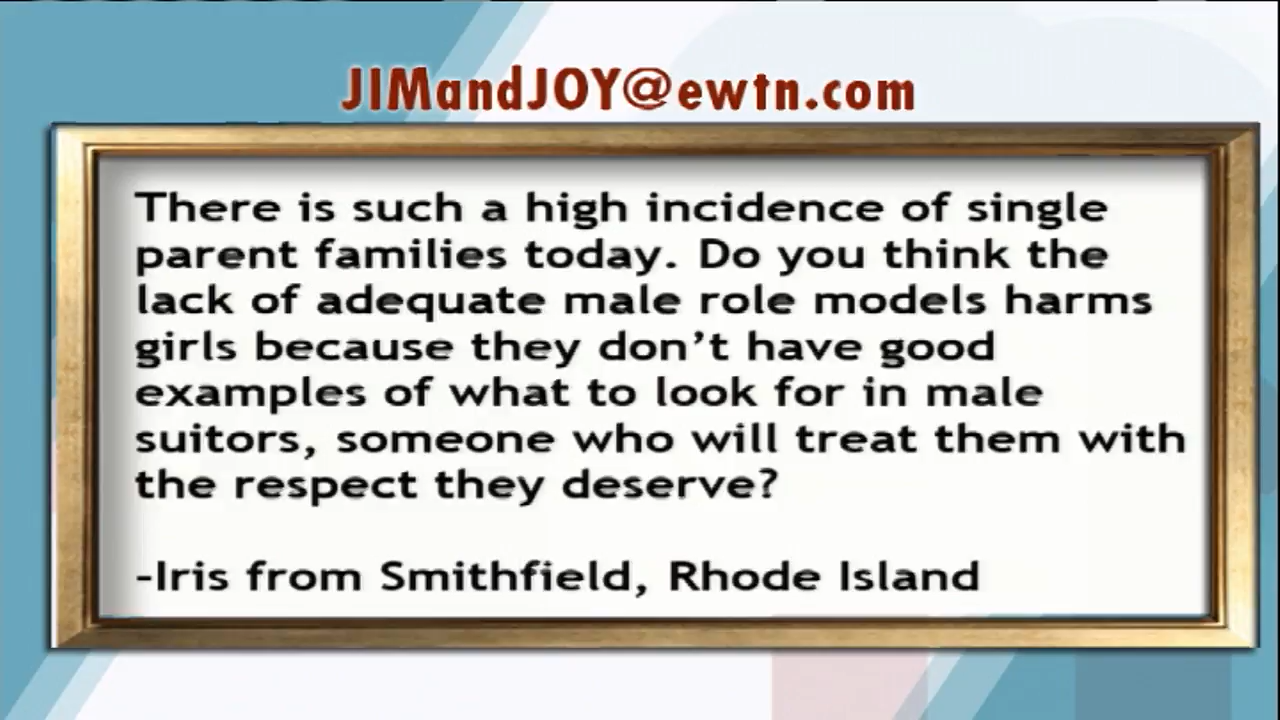 JIMandJOY@ewtn.com
There is such a high incidence of single
parent families today. Do you think the
lack of adequate male role models harms
girls because they don’t have good
examples of what to look for in male
suitors, someone who will treat them with
the respect they deserve?
-Iris from Smithfield, Rhode Island